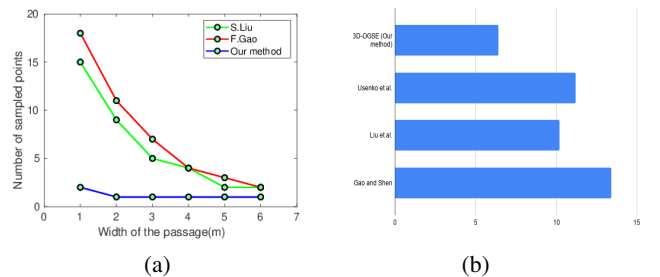 20
15
10
5
0
Number of sampled points
S.Liu
F.Gao
Our method
0 1 2 3 4 5 6 7
Width of the passage(m)
(a)
3D-OGSE (Our
method)
Usenko et al.
Liu et al.
Gao and Shen
0 5 10 15
(b)